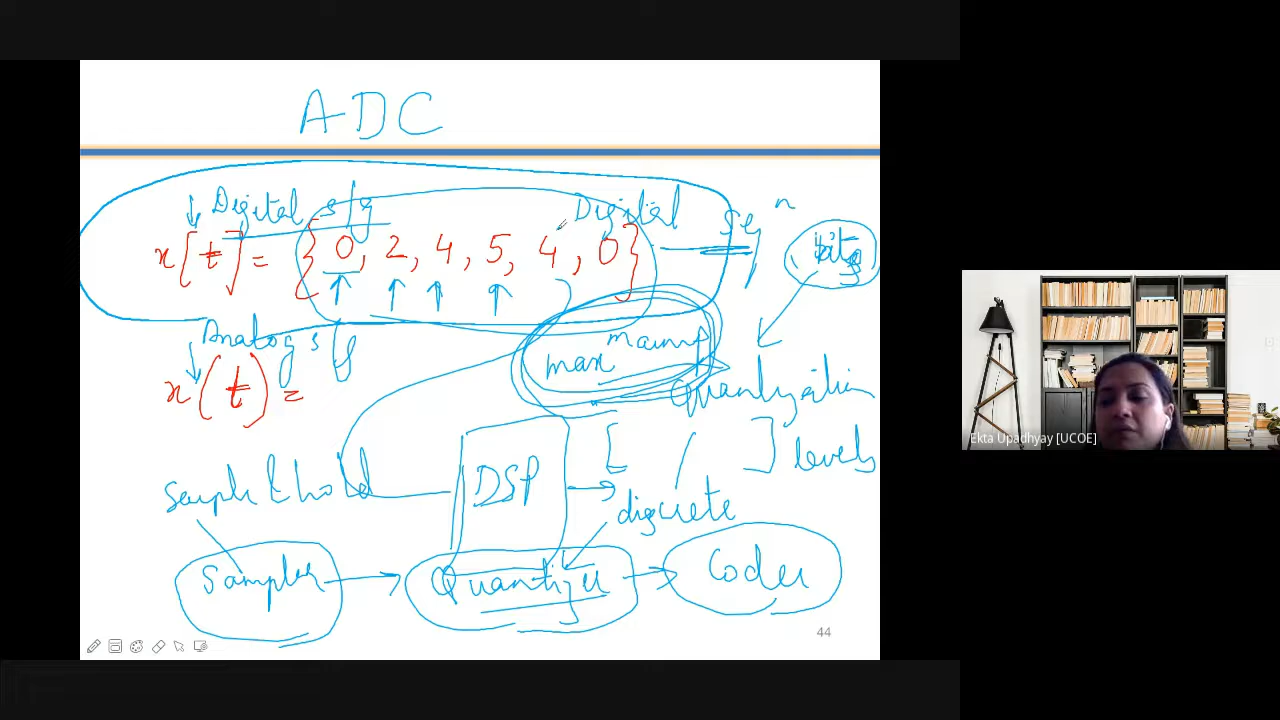 ADC
Digital sig
Digital
seq n
x[t] = { 0, 2, 4, 5, 4, 0 }
bits
Analog sig
x(t) =
max
Quantization
levels
Sample & hold
DSP
discrete
Sampler
Quantizer
Coder
44
Ekta Upadhyay [UCOE]